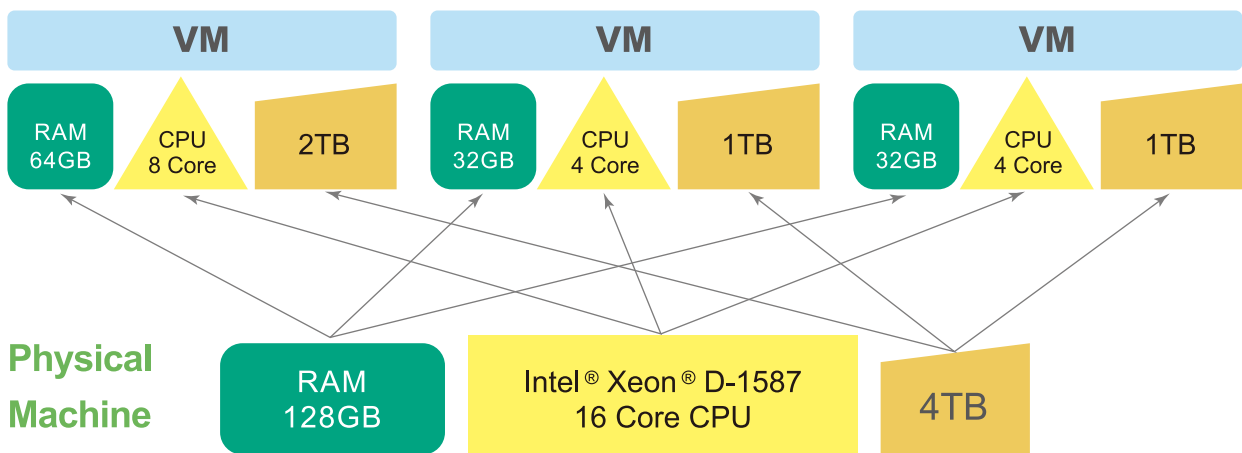 VM
VM
VM
RAM
64GB
CPU
8 Core
2TB
RAM
32GB
CPU
4 Core
1TB
RAM
32GB
CPU
4 Core
1TB
Physical
Machine
RAM
128GB
Intel® Xeon® D-1587
16 Core CPU
4TB